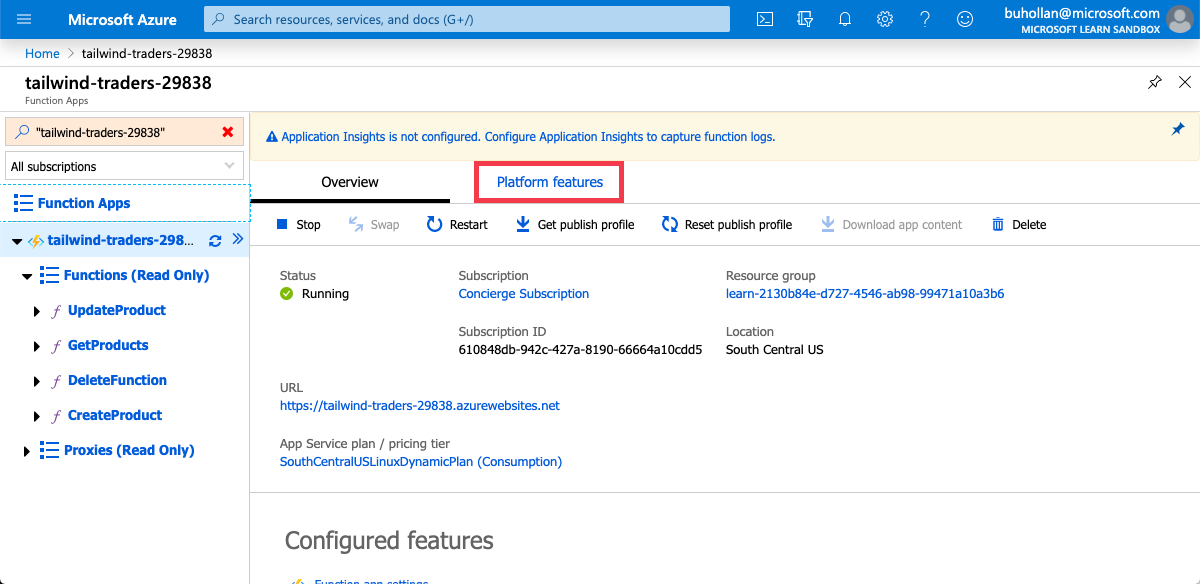 Microsoft Azure
Search resources, services, and docs (G+/)
buhollan@microsoft.com
MICROSOFT LEARN SANDBOX
Home > tailwind-traders-29838
tailwind-traders-29838
Function Apps
"tailwind-traders-29838"
All subscriptions
Function Apps
tailwind-traders-298...
Functions (Read Only)
f UpdateProduct
f GetProducts
f DeleteFunction
f CreateProduct
Proxies (Read Only)
Application Insights is not configured. Configure Application Insights to capture function logs.
Overview
Platform features
Stop
Swap
Restart
Get publish profile
Reset publish profile
Download app content
Delete
Status
Running
Subscription
Concierge Subscription
Resource group
learn-2130b84e-d727-4546-ab98-99471a10a3b6
Subscription ID
610848db-942c-427a-8190-66664a10cdd5
Location
South Central US
URL
https://tailwind-traders-29838.azurewebsites.net
App Service plan / pricing tier
SouthCentralUSLinuxDynamicPlan (Consumption)
Configured features
Function app settings